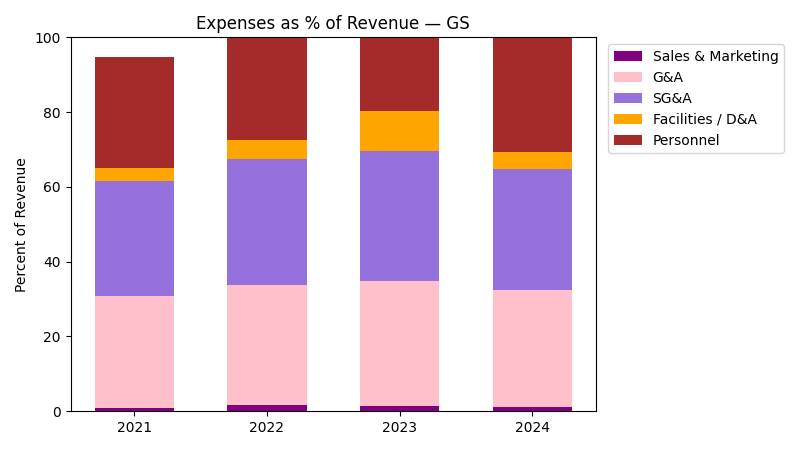 Expenses as % of Revenue — GS
Percent of Revenue
100
80
60
40
20
0
2021
2022
2023
2024
Sales & Marketing
G&A
SG&A
Facilities / D&A
Personnel